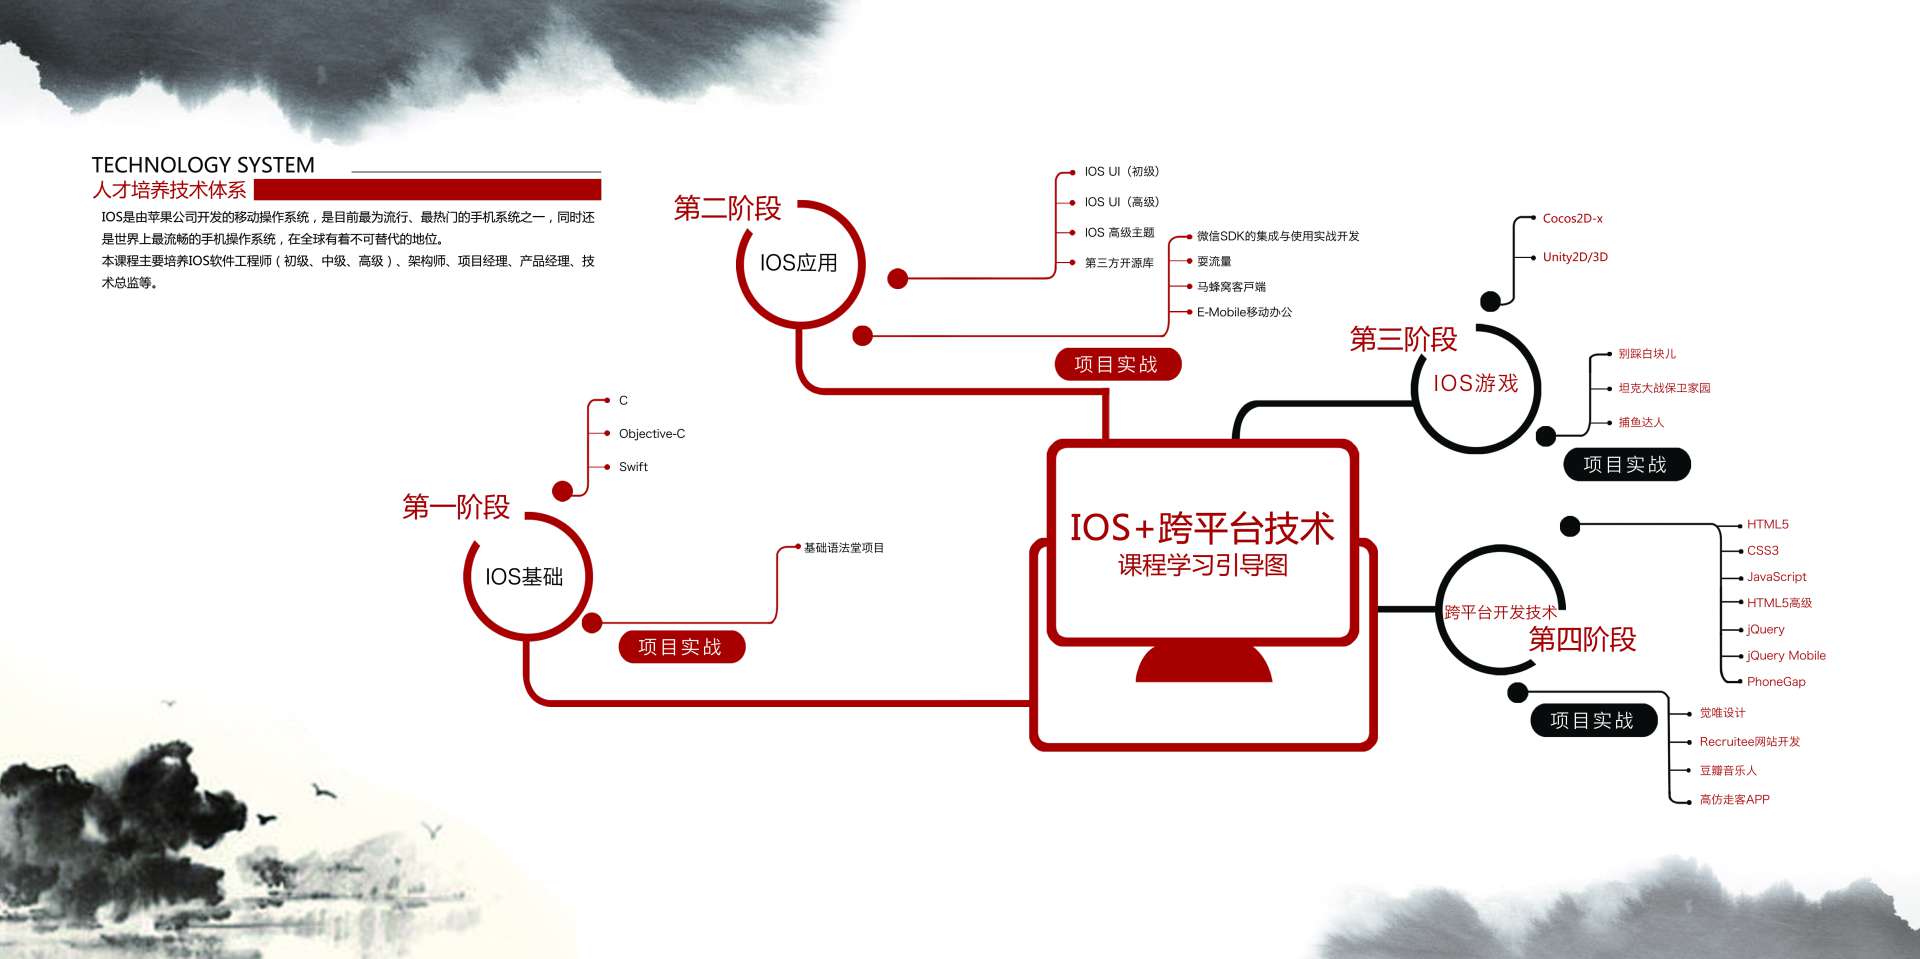 TECHNOLOGY SYSTEM
人才培养技术体系
IOS是由苹果公司开发的移动操作系统，是目前最为流行、最热门的手机系统之一，同时还
是世界上最流畅的手机操作系统，在全球有着不可替代的地位。
本课程主要培养IOS软件工程师（初级、中级、高级）、架构师、项目经理、产品经理、技
术总监等。
第一阶段
IOS基础
C
Objective-C
Swift
基础语法堂项目
项目实战
第二阶段
IOS应用
IOS UI（初级）
IOS UI（高级）
IOS 高级主题
第三方开源库
微信SDK的集成与使用实战开发
耍流量
马蜂窝客戸端
E-Mobile移动办公
项目实战
IOS+跨平台技术
课程学习引导图
第三阶段
IOS游戏
Cocos2D-x
Unity2D/3D
别踩白块儿
坦克大战保卫家园
捕鱼达人
项目实战
跨平台开发技术
第四阶段
HTML5
CSS3
JavaScript
HTML5高级
jQuery
jQuery Mobile
PhoneGap
项目实战
觉唯设计
Recruitee网站开发
豆瓣音乐人
高仿走客APP